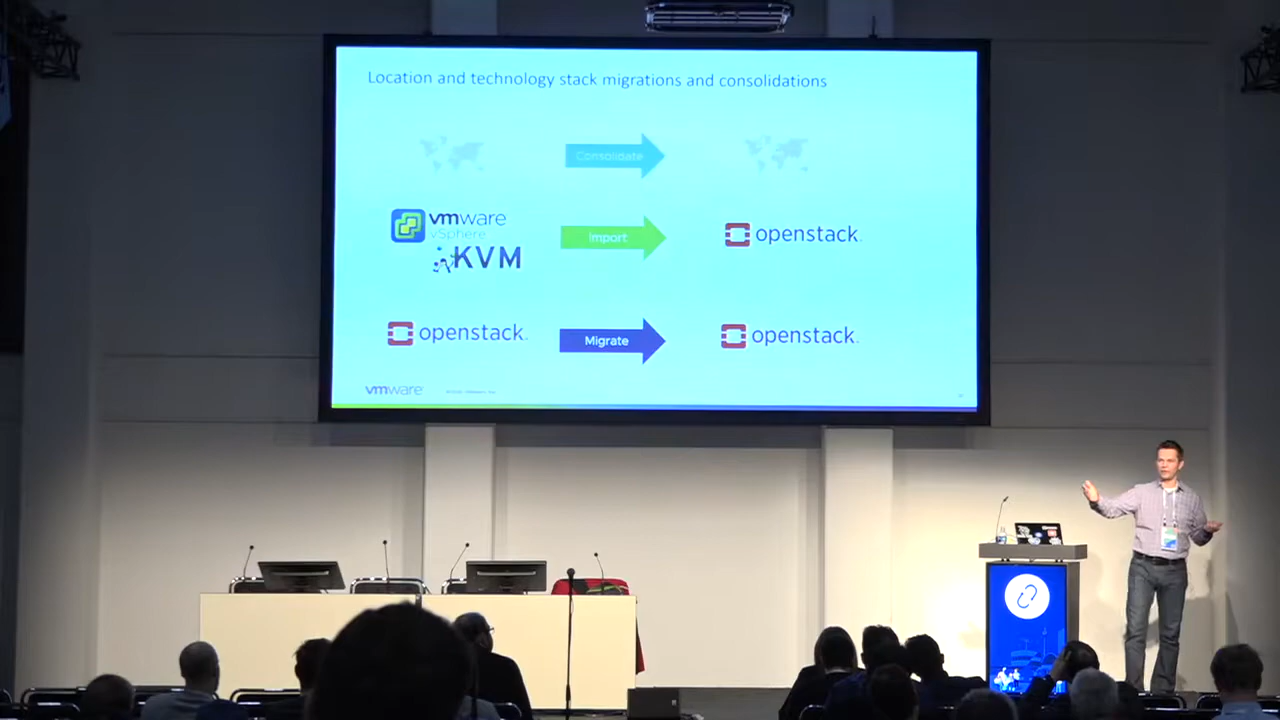 Location and technology stack migrations and consolidations
Consolidate
vmware
vSphere
KVM
Import
openstack.
openstack.
Migrate
openstack.
vmware